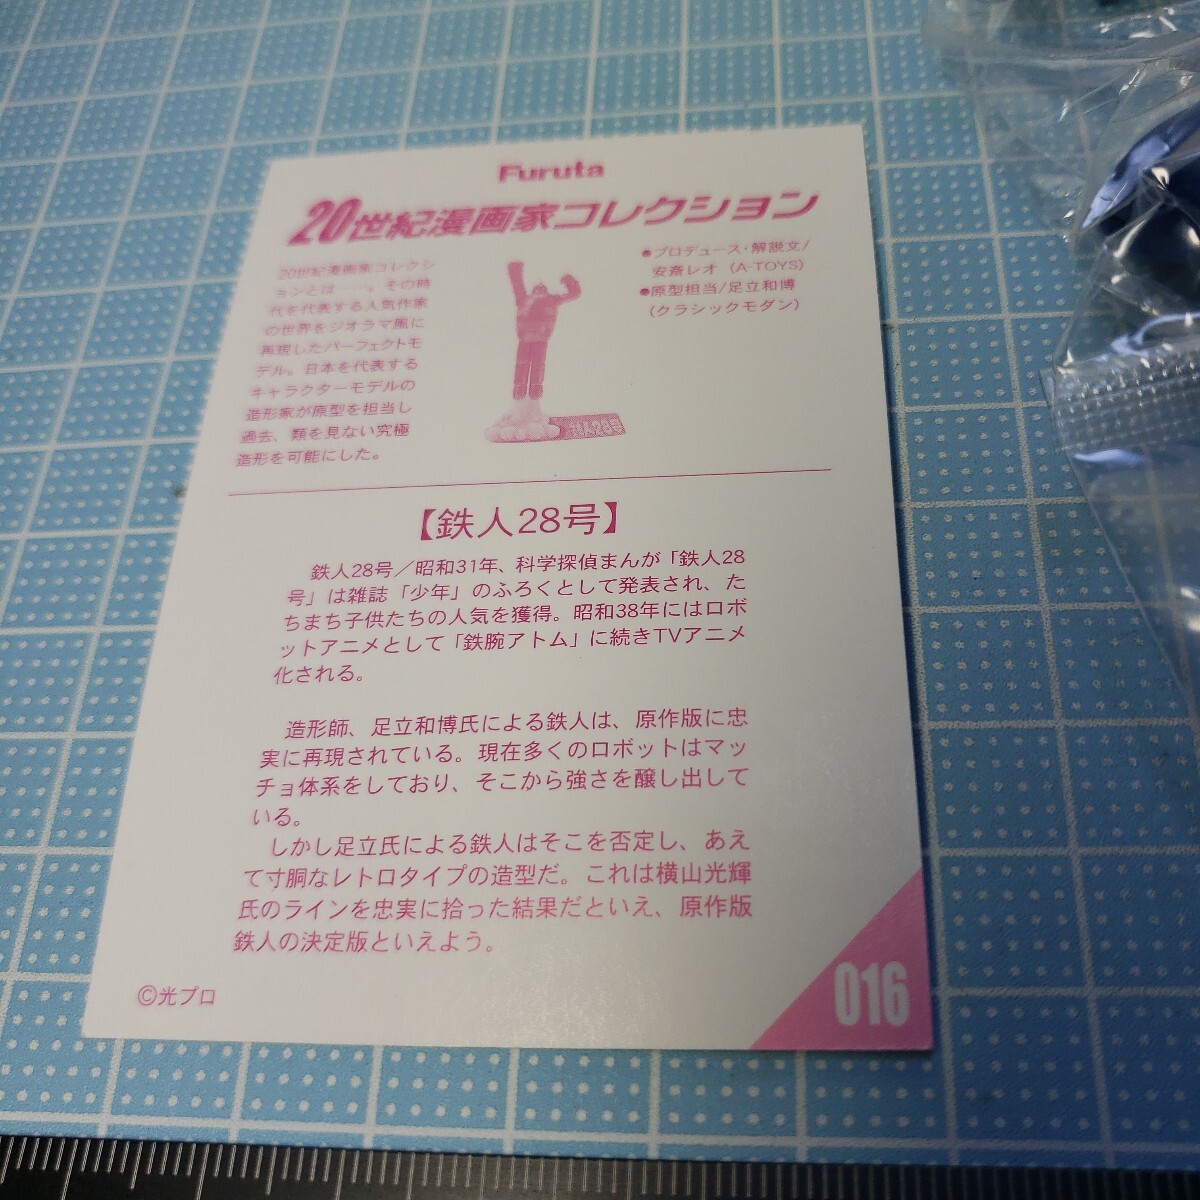 Furuta
20世紀漫画家コレクション
20世紀漫画家コレクシ
ョンとは──。その時
代を代表する人気作家
の世界をジオラマ風に
再現したパーフェクトモ
デル。日本を代表する
キャラクターモデルの
造形家が原型を担当し
過去、類を見ない究極
造形を可能にした。
●プロデュース・解説文/
安斎レオ(A-TOYS)
●原型担当/足立和博
(クラシックモダン)
鉄人28号
【鉄人28号】
鉄人28号／昭和31年、科学探偵まんが「鉄人28
号」は雑誌「少年」のふろくとして発表され、た
ちまち子供たちの人気を獲得。昭和38年にはロボ
ットアニメとして「鉄腕アトム」に続きTVアニメ
化される。
造形師、足立和博氏による鉄人は、原作版に忠
実に再現されている。現在多くのロボットはマッ
チョ体系をしており、そこから強さを醸し出して
いる。
しかし足立氏による鉄人はそこを否定し、あえ
て寸胴なレトロタイプの造型だ。これは横山光輝
氏のラインを忠実に拾った結果だといえ、原作版
鉄人の決定版といえよう。
©光プロ
016